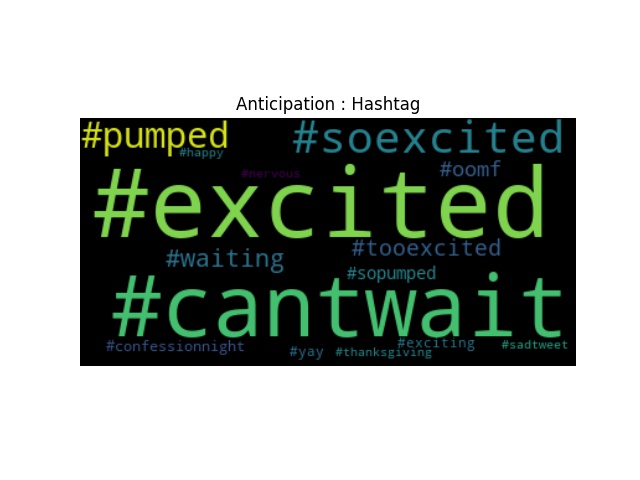 Anticipation : Hashtag
#pumped
#soexcited
#happy
#oomf
#nervous
#excited
#waiting
#tooexcited
#sopumped
#cantwait
#confessionnight
#yay
#thanksgiving
#exciting
#sadtweet